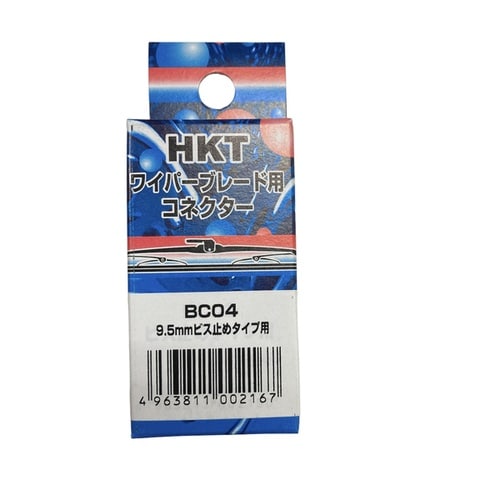 HKT
ワイパーブレード用
コネクター
BC04
9.5mmビス止めタイプ用
4 963811 002167